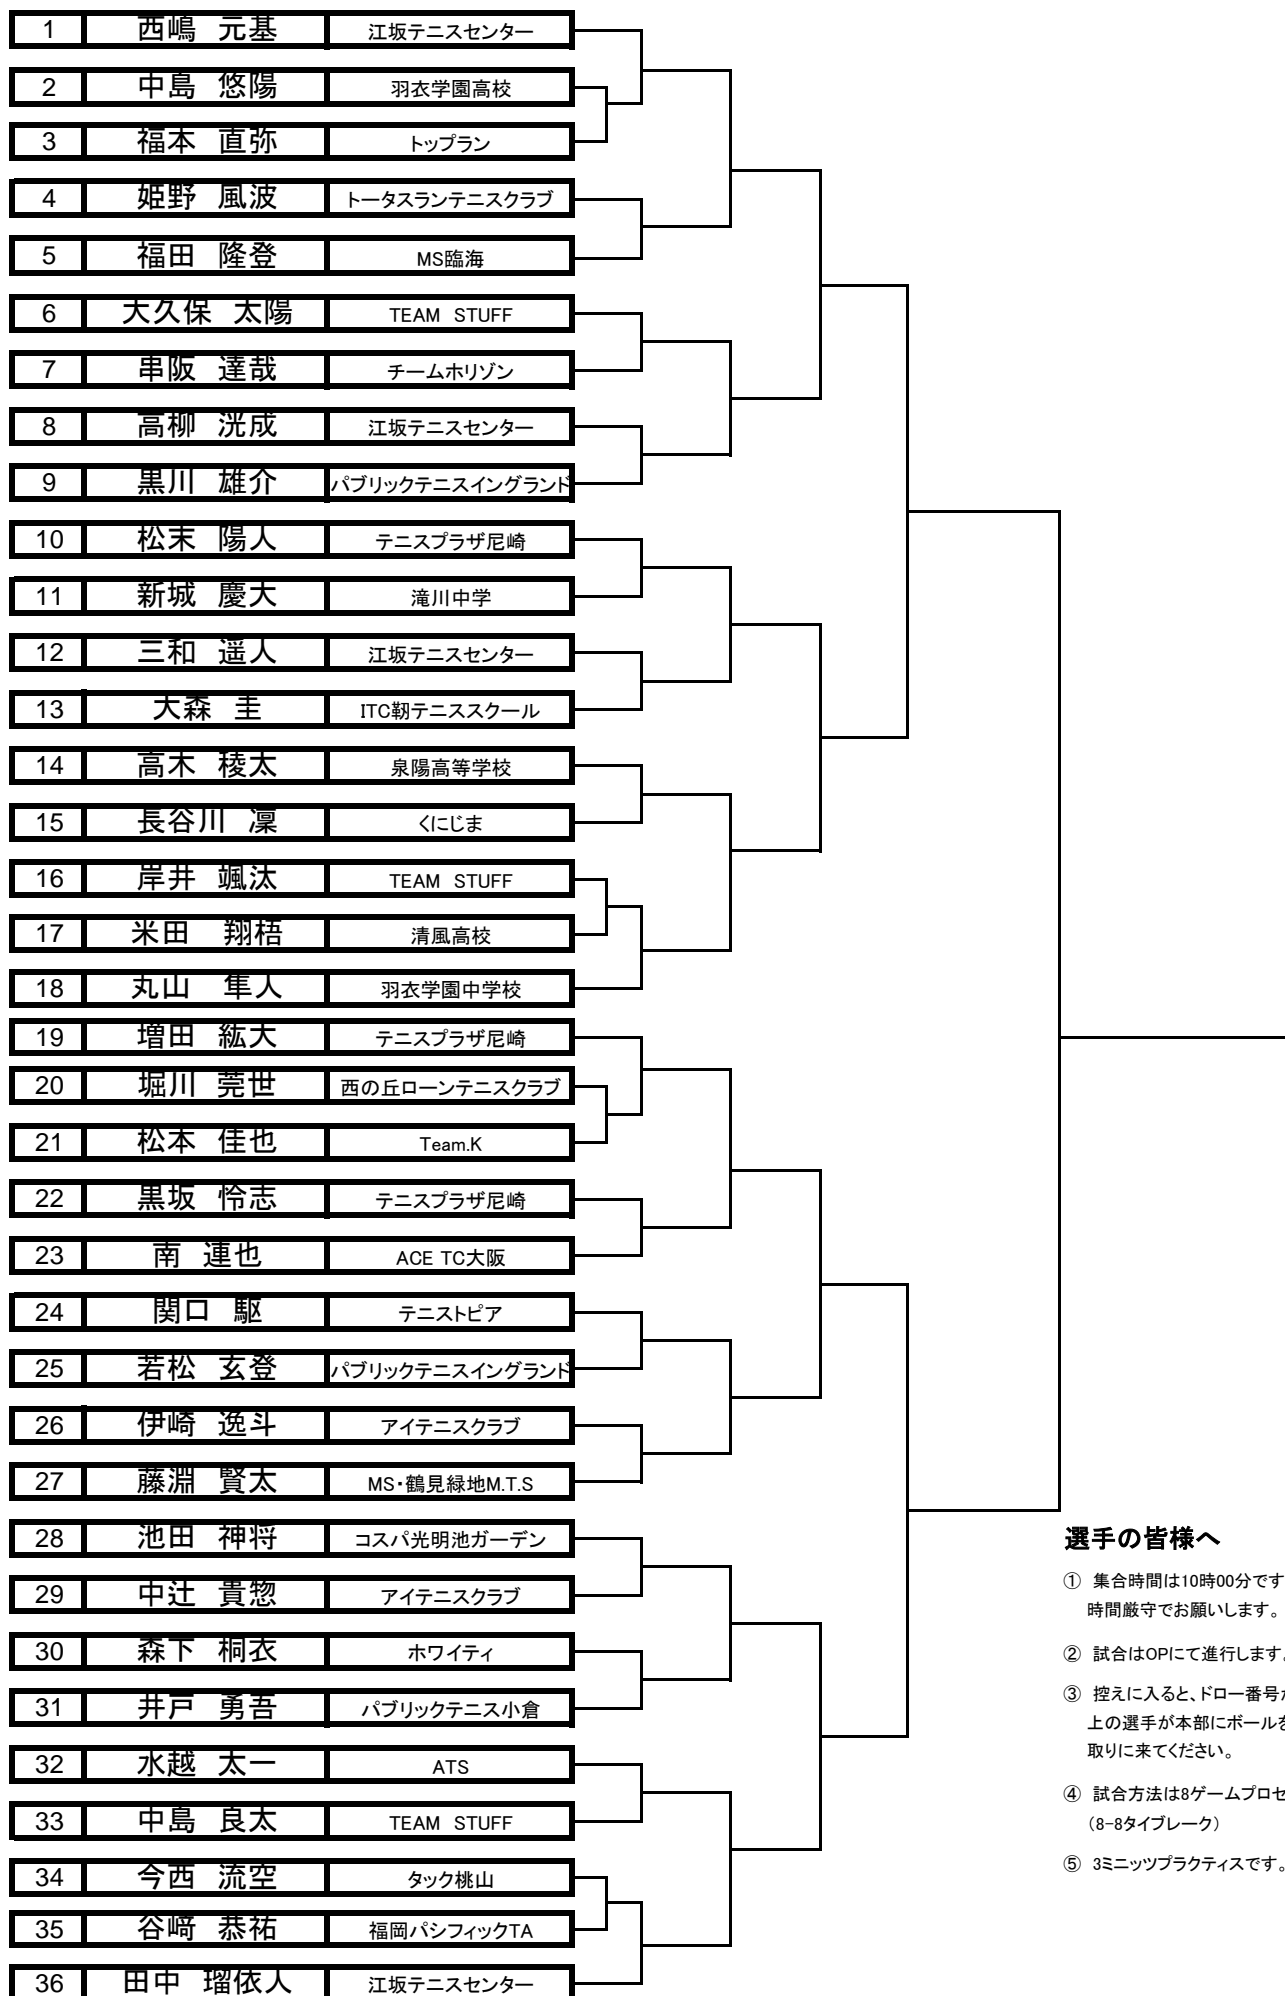 1 西嶋 元基 江坂テニスセンター
2 中島 悠陽 羽衣学園高校
3 福本 直弥 トップラン
4 姫野 風波 トータスランテニスクラブ
5 福田 隆登 MS臨海
6 大久保 太陽 TEAM STUFF
7 串阪 達哉 チームホリゾン
8 高柳 洸成 江坂テニスセンター
9 黒川 雄介 パブリックテニスイングランド
10 松末 陽人 テニスプラザ尼崎
11 新城 慶大 滝川中学
12 三和 遥人 江坂テニスセンター
13 大森 圭 ITC靭テニススクール
14 高木 稜太 泉陽高等学校
15 長谷川 凜 くにじま
16 岸井 颯汰 TEAM STUFF
17 米田 翔梧 清風高校
18 丸山 隼人 羽衣学園中学校
19 増田 紘大 テニスプラザ尼崎
20 堀川 莞世 西の丘ローンテニスクラブ
21 松本 佳也 Team.K
22 黒坂 怜志 テニスプラザ尼崎
23 南 連也 ACE TC大阪
24 関口 駆 テニストピア
25 若松 玄登 パブリックテニスイングランド
26 伊崎 逸斗 アイテニスクラブ
27 藤淵 賢太 MS・鶴見緑地M.T.S
28 池田 神将 コスパ光明池ガーデン
29 中辻 貴惣 アイテニスクラブ
30 森下 桐衣 ホワイティ
31 井戸 勇吾 パブリックテニス小倉
32 水越 太一 ATS
33 中島 良太 TEAM STUFF
34 今西 流空 タック桃山
35 谷﨑 恭祐 福岡パシフィックTA
36 田中 瑠依人 江坂テニスセンター
選手の皆様へ
① 集合時間は10時00分です
時間厳守でお願いします。
② 試合はOPにて進行します。
③ 控えに入ると、ドロー番号が
上の選手が本部にボールを
取りに来てください。
④ 試合方法は8ゲームプロセ
（8-8タイブレーク）
⑤ 3ミニッツプラクティスです。